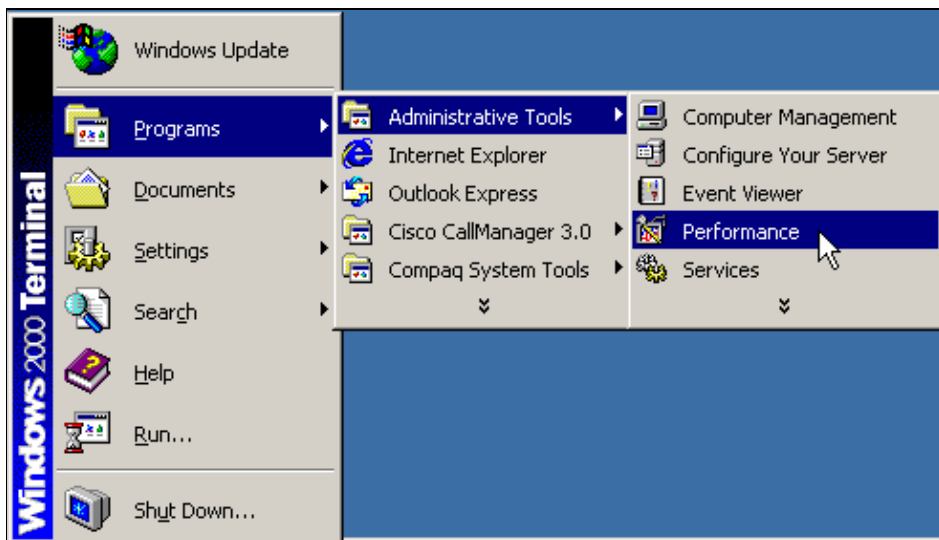 Windows 2000 Terminal
Windows Update
Programs
Documents
Settings
Search
Help
Run...
Shut Down...
Administrative Tools
Internet Explorer
Outlook Express
Cisco CallManager 3.0
Compaq System Tools
Computer Management
Configure Your Server
Event Viewer
Performance
Services